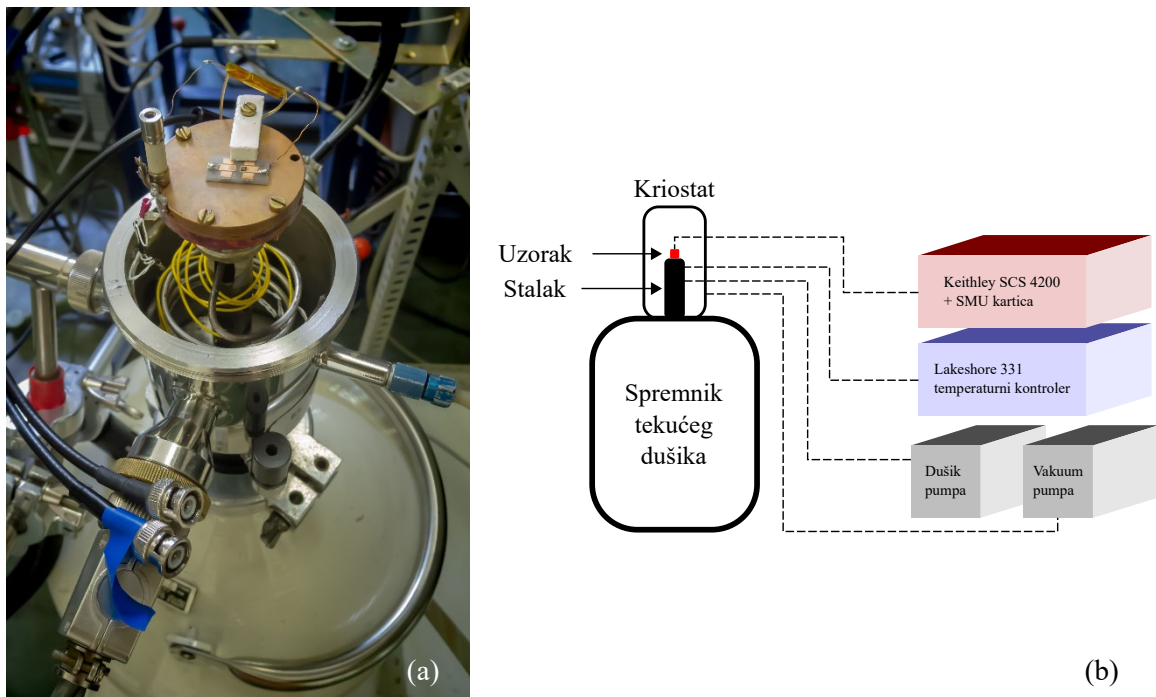 Kriostat
Uzorak
Stalak
Spremnik
tekućeg
dušika
Keithley SCS 4200
+ SMU kartica
Lakeshore 331
temperaturni kontroler
Dušik
pumpa
Vakuum
pumpa
(a)
(b)